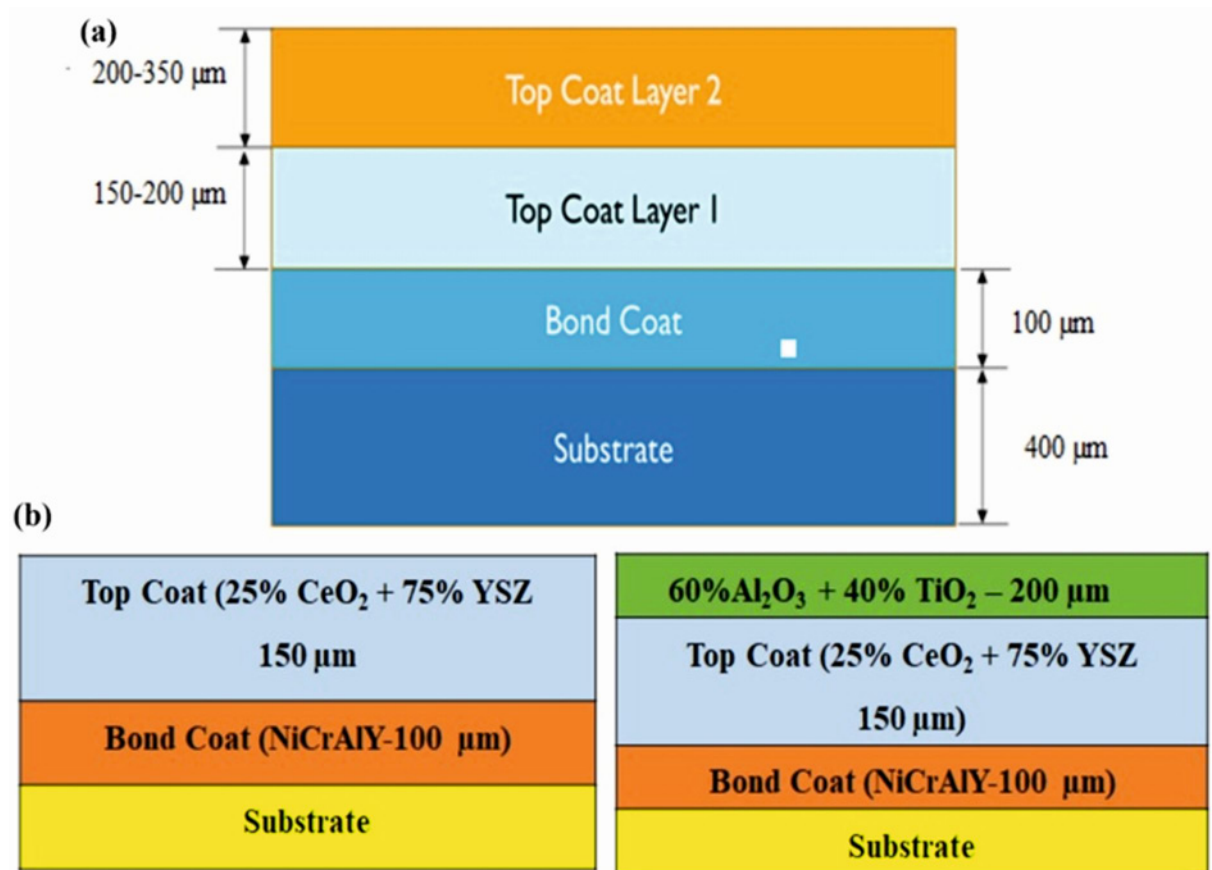 (a)
200-350 μm
Top Coat Layer 2
150-200 μm
Top Coat Layer 1
Bond Coat
100 μm
Substrate
400 μm
(b)
Top Coat (25% CeO₂ + 75% YSZ
150 μm
Bond Coat (NiCrAlY-100 μm)
Substrate
60%Al₂O₃ + 40% TiO₂ – 200 μm
Top Coat (25% CeO₂ + 75% YSZ
150 μm)
Bond Coat (NiCrAlY-100 μm)
Substrate